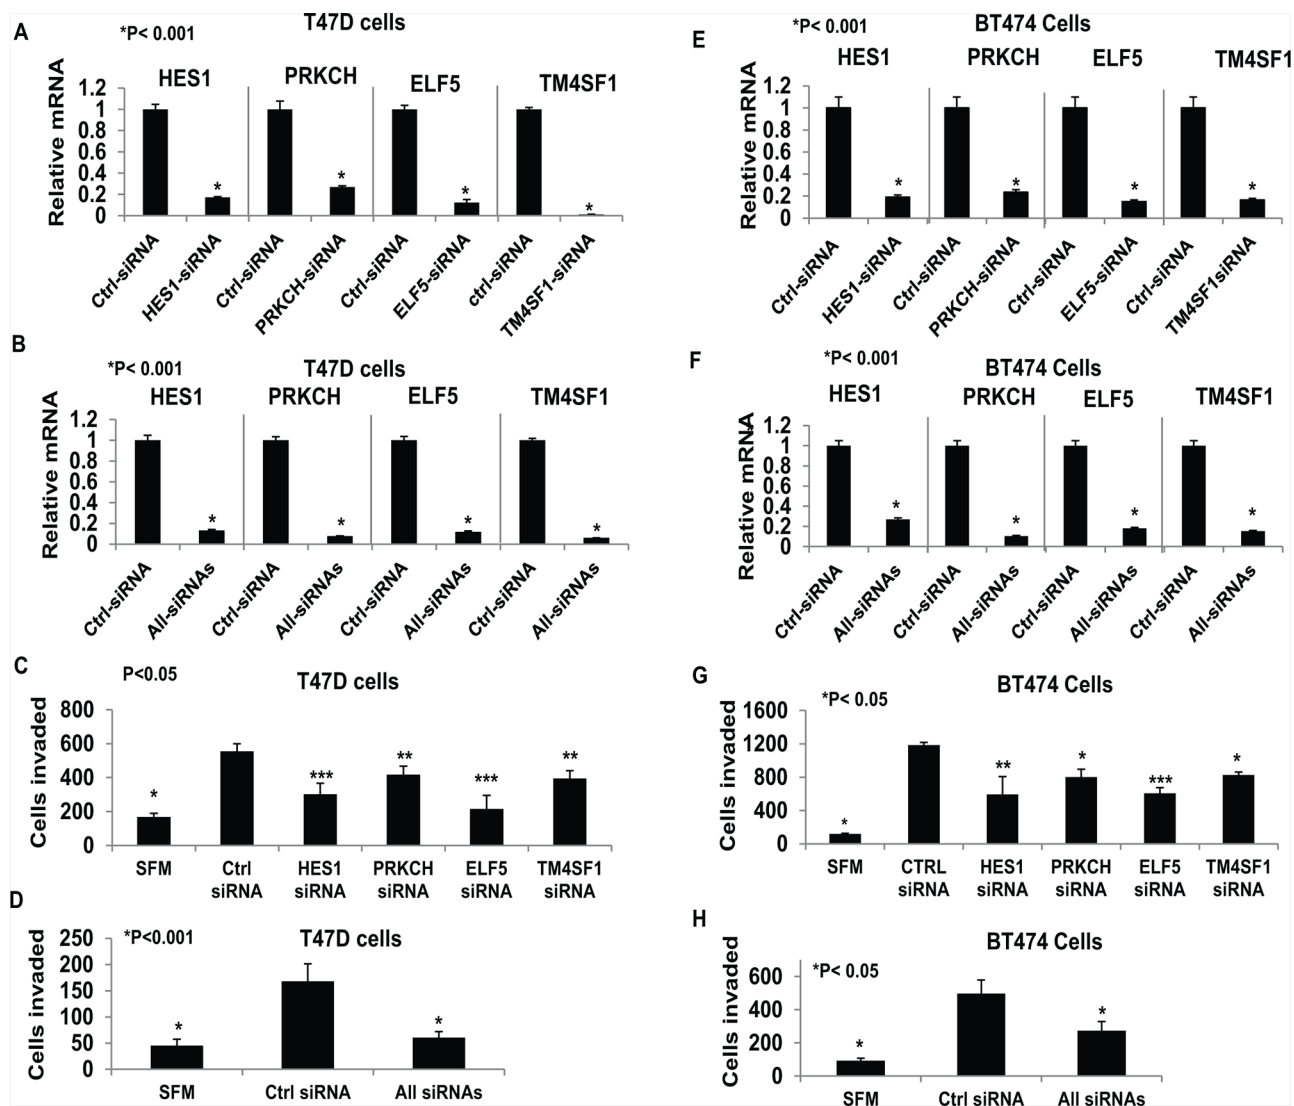 A
*P< 0.001
T47D cells
HES1
PRKCH
ELF5
TM4SF1
Relative mRNA
1.2
1
0.8
0.6
0.4
0.2
0
*
*
*
*
Ctrl-siRNA
HES1-siRNA
Ctrl-siRNA
PRKCH-siRNA
Ctrl-siRNA
ELF5-siRNA
ctrl-siRNA
TM4SF1-siRNA
B
*P< 0.001
T47D cells
HES1
PRKCH
ELF5
TM4SF1
Relative mRNA
1.2
1
0.8
0.6
0.4
0.2
0
*
*
*
*
Ctrl-siRNA
All-siRNAs
Ctrl-siRNA
All-siRNAs
Ctrl-siRNA
All-siRNAs
Ctrl-siRNA
All-siRNAs
C
P<0.05
T47D cells
Cells invaded
800
600
400
200
0
*
***
**
***
**
SFM
Ctrl siRNA
HES1 siRNA
PRKCH siRNA
ELF5 siRNA
TM4SF1 siRNA
D
*P<0.001
T47D cells
Cells invaded
250
200
150
100
50
0
*
*
SFM
Ctrl siRNA
All siRNAs
E
*P< 0.001
BT474 Cells
HES1
PRKCH
ELF5
TM4SF1
Relative mRNA
1.2
1
0.8
0.6
0.4
0.2
0
*
*
*
*
Ctrl-siRNA
HES1-siRNA
Ctrl-siRNA
PRKCH-siRNA
Ctrl-siRNA
ELF5-siRNA
Ctrl-siRNA
TM4SF1siRNA
F
*P< 0.001
BT474 Cells
HES1
PRKCH
ELF5
TM4SF1
Relative mRNA
1.2
1
0.8
0.6
0.4
0.2
0
*
*
*
*
Ctrl-siRNA
All-siRNAs
Ctrl-siRNA
All-siRNAs
Ctrl-siRNA
All-siRNAs
Ctrl-siRNA
All-siRNAs
G
*P< 0.05
BT474 Cells
Cells invaded
1600
1200
800
400
0
*
**
*
***
*
SFM
CTRL siRNA
HES1 siRNA
PRKCH siRNA
ELF5 siRNA
TM4SF1 siRNA
H
*P< 0.05
BT474 Cells
Cells invaded
600
400
200
0
*
*
SFM
Ctrl siRNA
All siRNAs